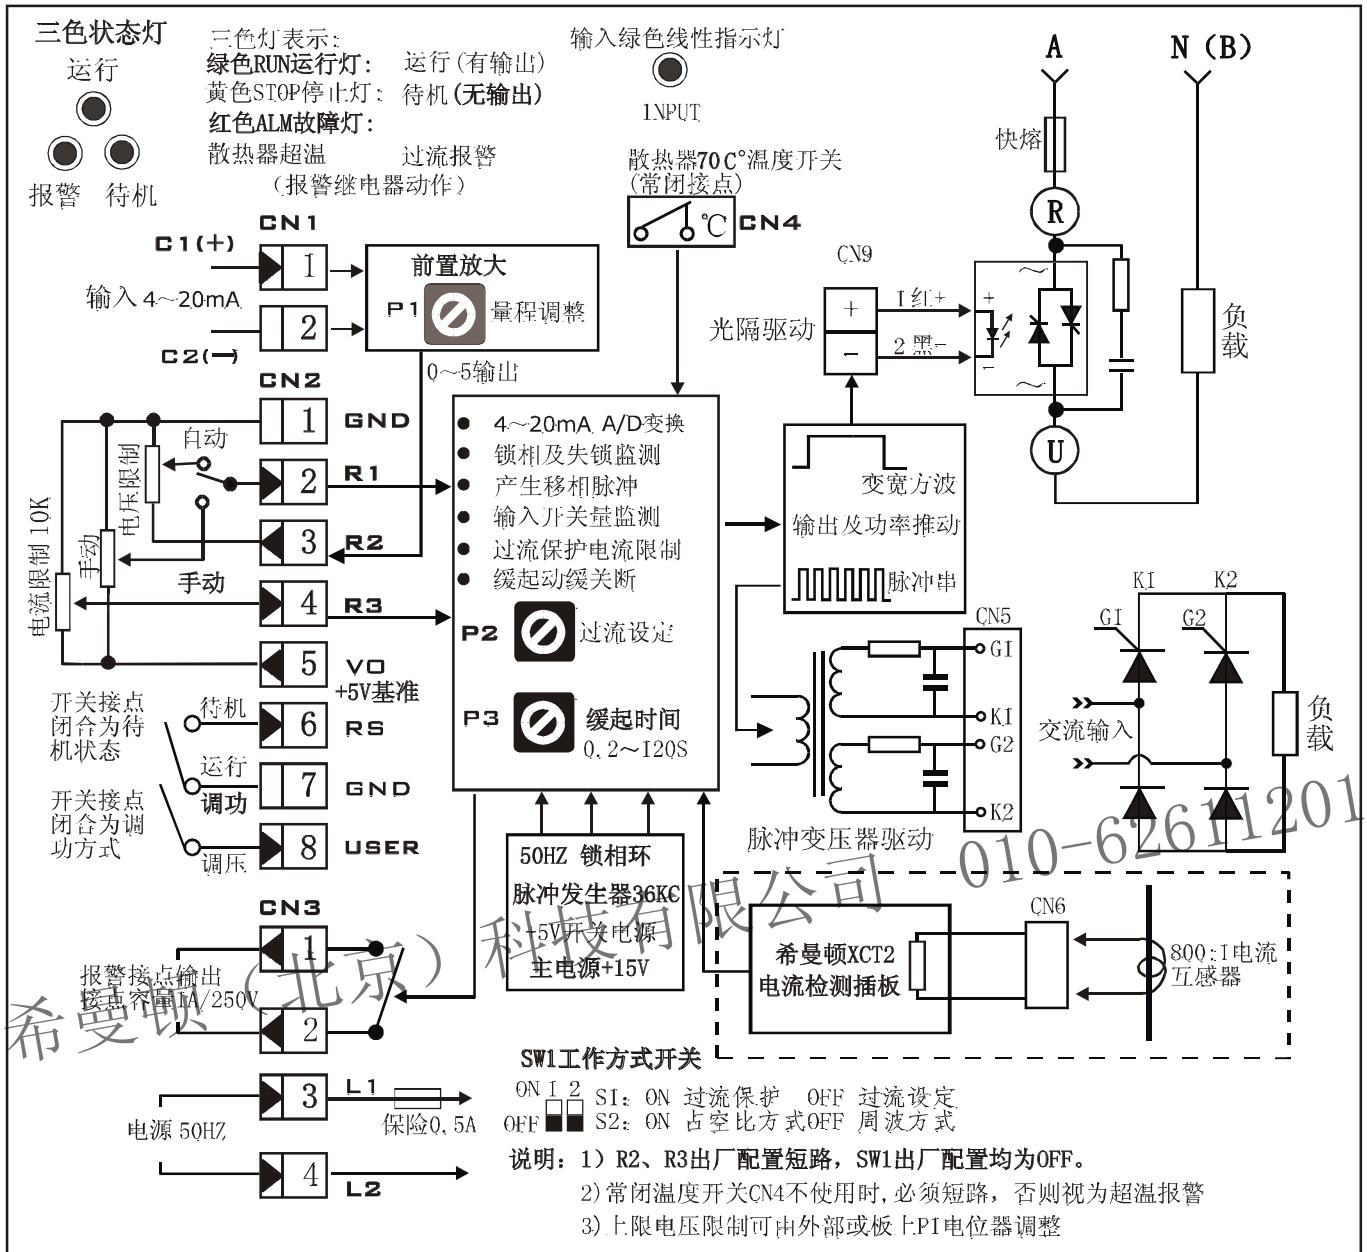 三色状态灯
运行
报警 待机
三色灯表示:
绿色RUN运行灯: 运行(有输出)
黄色STOP停止灯: 待机(无输出)
红色ALM故障灯:
散热器超温 过流报警
(报警继电器动作)
输入绿色线性指示灯
1NPUT
散热器70C°温度开关
(常闭接点)
℃ CN4
A
N(B)
快熔
R
U
负载
CN9
光隔驱动
+
-
1红+
2黑-
+
-
CN1
C1(+)
1
输入4~20mA
2
C2(-)
前置放大
P1 量程调整
0~5输出
CN2
1 GND
自动
2 R1
3 R2
手动
4 R3
5 VO
+5V基准
电流限制10K
手动
电压限制
开关接点
闭合为待
机状态
待机
6 RS
运行
调功
7 GND
开关接点
闭合为调
功方式
调压
8 USER
4~20mA A/D变换
锁相及失锁监测
产生移相脉冲
输入开关量监测
过流保护电流限制
缓起动缓关断
P2 过流设定
P3 缓起时间
0.2~120S
变宽方波
输出及功率推动
脉冲串
CN5
G1
K1
G2
K2
脉冲变压器驱动
K1 K2
G1 G2
交流输入
负载
50HZ 锁相环
脉冲发生器36KC
+5V开关电源
主电源+15V
CN3
1
报警接点输出
接点容量1A/250V
2
3 L1
保险0.5A
电源 50HZ
4 L2
希曼顿XCT2
电流检测插板
CN6
800:1电流
互感器
SW1工作方式开关
ON 1 2
OFF
S1: ON 过流保护 OFF 过流设定
S2: ON 占空比方式OFF 周波方式
说明: 1) R2、R3出厂配置短路, SW1出厂配置均为OFF。
2)常闭温度开关CN4不使用时,必须短路, 否则视为超温报警
3)上限电压限制可由外部或板上P1电位器调整
希曼顿(北京)科技有限公司 010-62611201